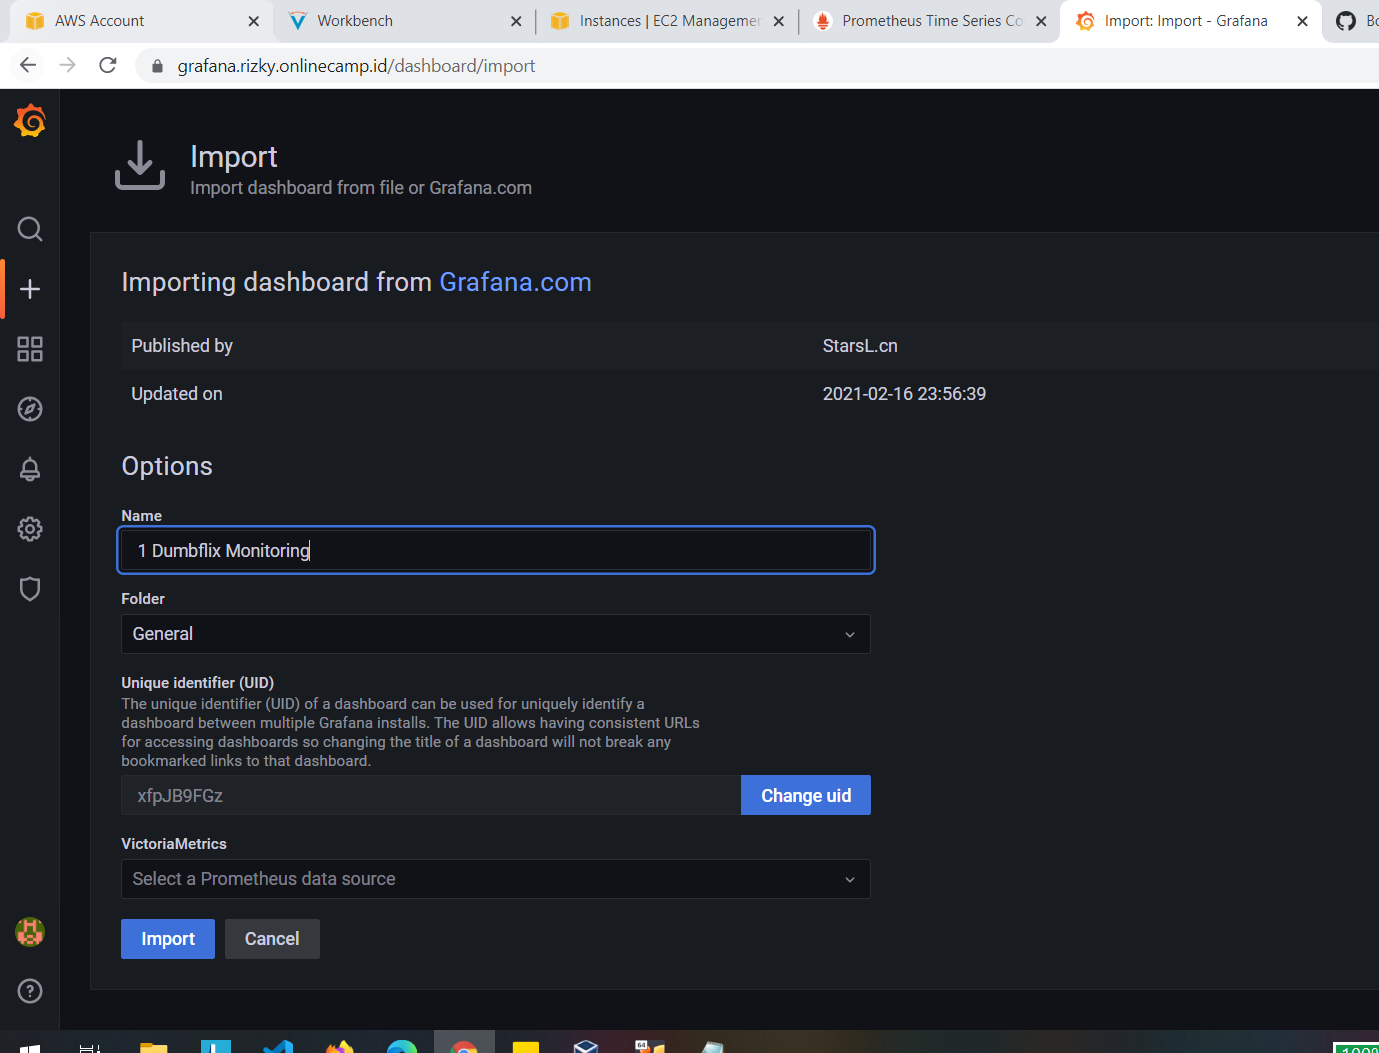 AWS Account
Workbench
Instances | EC2 Managemen
Prometheus Time Series Co
Import: Import - Grafana
grafana.rizky.onlinecamp.id/dashboard/import
Import
Import dashboard from file or Grafana.com
Importing dashboard from Grafana.com
Published by StarsL.cn
Updated on 2021-02-16 23:56:39
Options
Name
1 Dumbflix Monitoring
Folder
General
Unique identifier (UID)
The unique identifier (UID) of a dashboard can be used for uniquely identify a
dashboard between multiple Grafana installs. The UID allows having consistent URLs
for accessing dashboards so changing the title of a dashboard will not break any
bookmarked links to that dashboard.
xfpJB9FGz
Change uid
VictoriaMetrics
Select a Prometheus data source
Import
Cancel
64